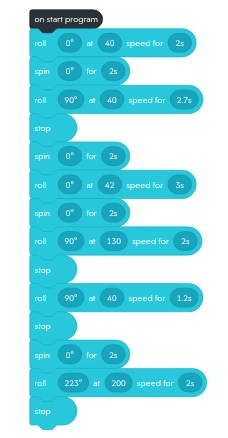 on start program
roll 0° at 40 speed for 2s
spin 0° for 2s
roll 90° at 40 speed for 2.7s
stop
spin 0° for 2s
roll 0° at 42 speed for 3s
spin 0° for 2s
roll 90° at 130 speed for 2s
stop
roll 90° at 40 speed for 1.2s
stop
spin 0° for 2s
roll 223° at 200 speed for 2s
stop